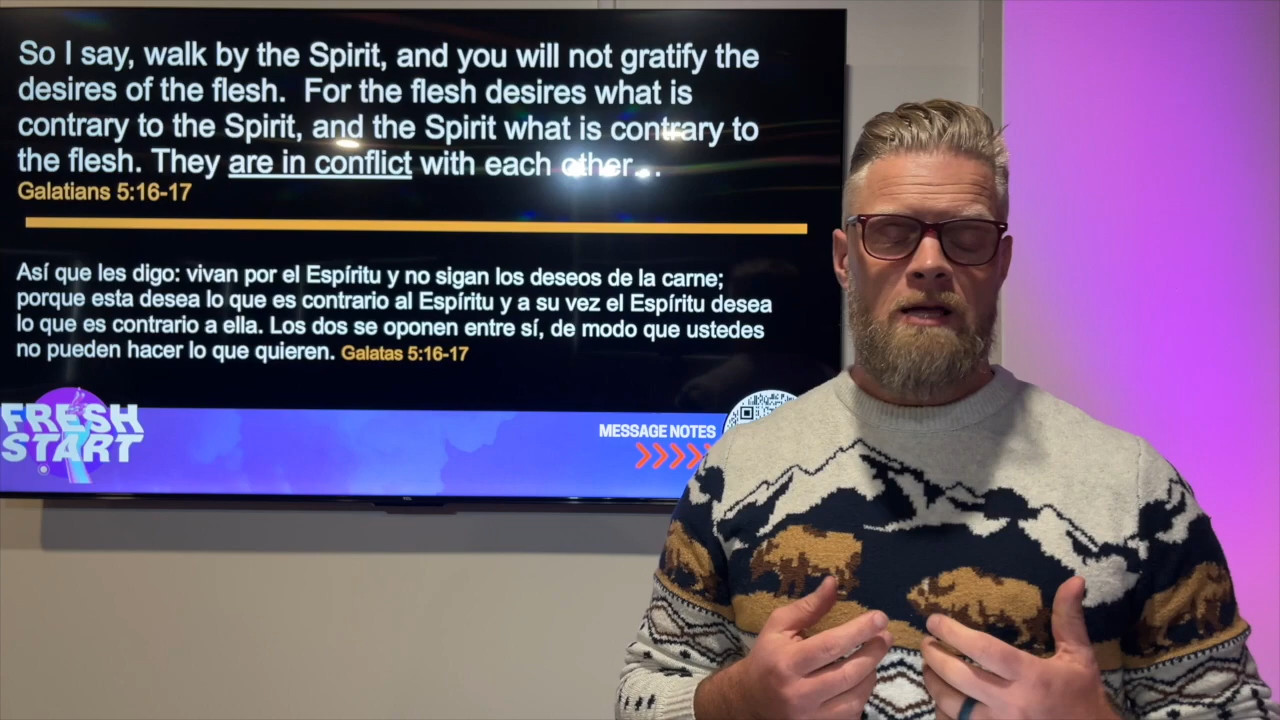 So I say, walk by the Spirit, and you will not gratify the
desires of the flesh.  For the flesh desires what is
contrary to the Spirit, and the Spirit what is contrary to
the flesh. They are in conflict with each other…
Galatians 5:16-17
Así que les digo: vivan por el Espíritu y no sigan los deseos de la carne;
porque esta desea lo que es contrario al Espíritu y a su vez el Espíritu desea
lo que es contrario a ella. Los dos se oponen entre sí, de modo que ustedes
no pueden hacer lo que quieren. Galatas 5:16-17
FRESH
START
MESSAGE NOTES